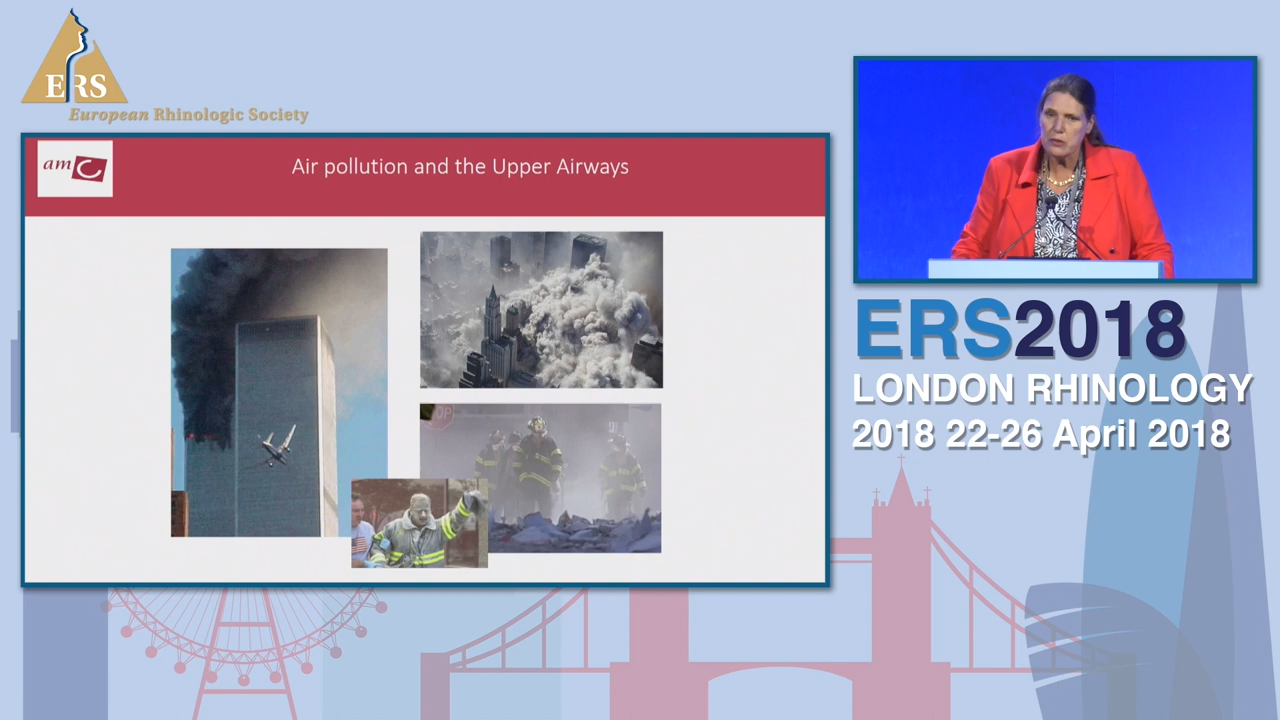 ERS
European Rhinologic Society
amC
Air pollution and the Upper Airways
OP
ERS2018
LONDON RHINOLOGY
2018 22-26 April 2018